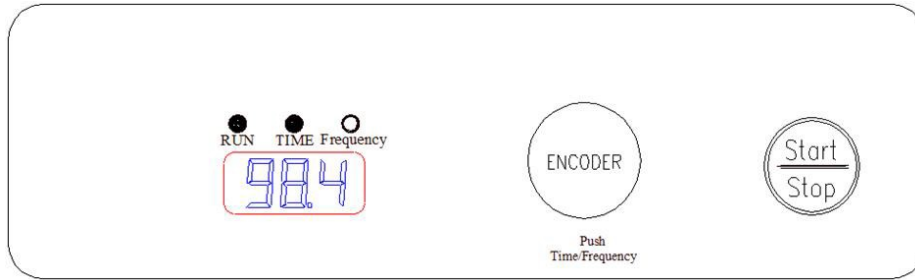 RUN TIME Frequency
98.4
ENCODER
Push
Time/Frequency
Start
Stop